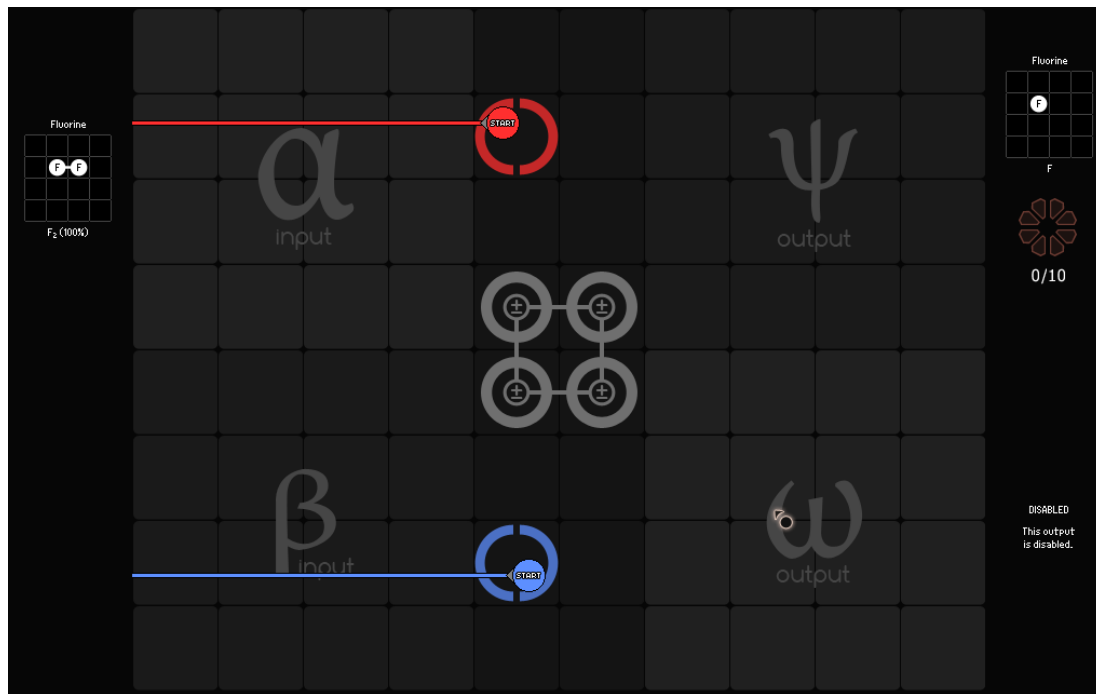 Fluorine
F F
F₂ (100%)
START
α
input
ψ
output
± ±
± ±
Fluorine
F
F
0/10
β
input
START
ω
output
DISABLED
This output
is disabled.